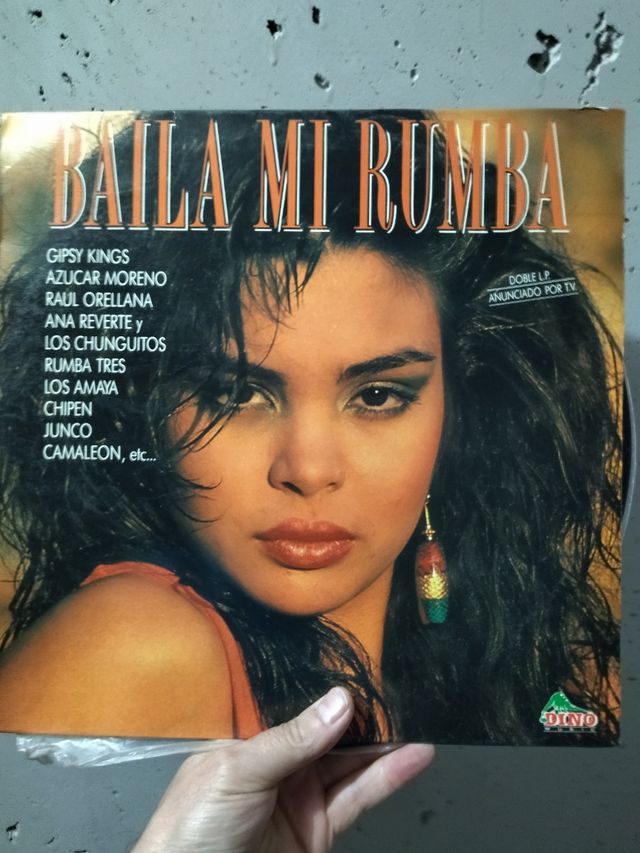 BAILA MI RUMBA
GIPSY KINGS
AZUCAR MORENO
RAUL ORELLANA
ANA REVERTE y
LOS CHUNGUITOS
RUMBA TRES
LOS AMAYA
CHIPEN
JUNCO
CAMALEON, etc...
DOBLE L.P.
ANUNCIADO POR T.V.
DINO
MUSIC